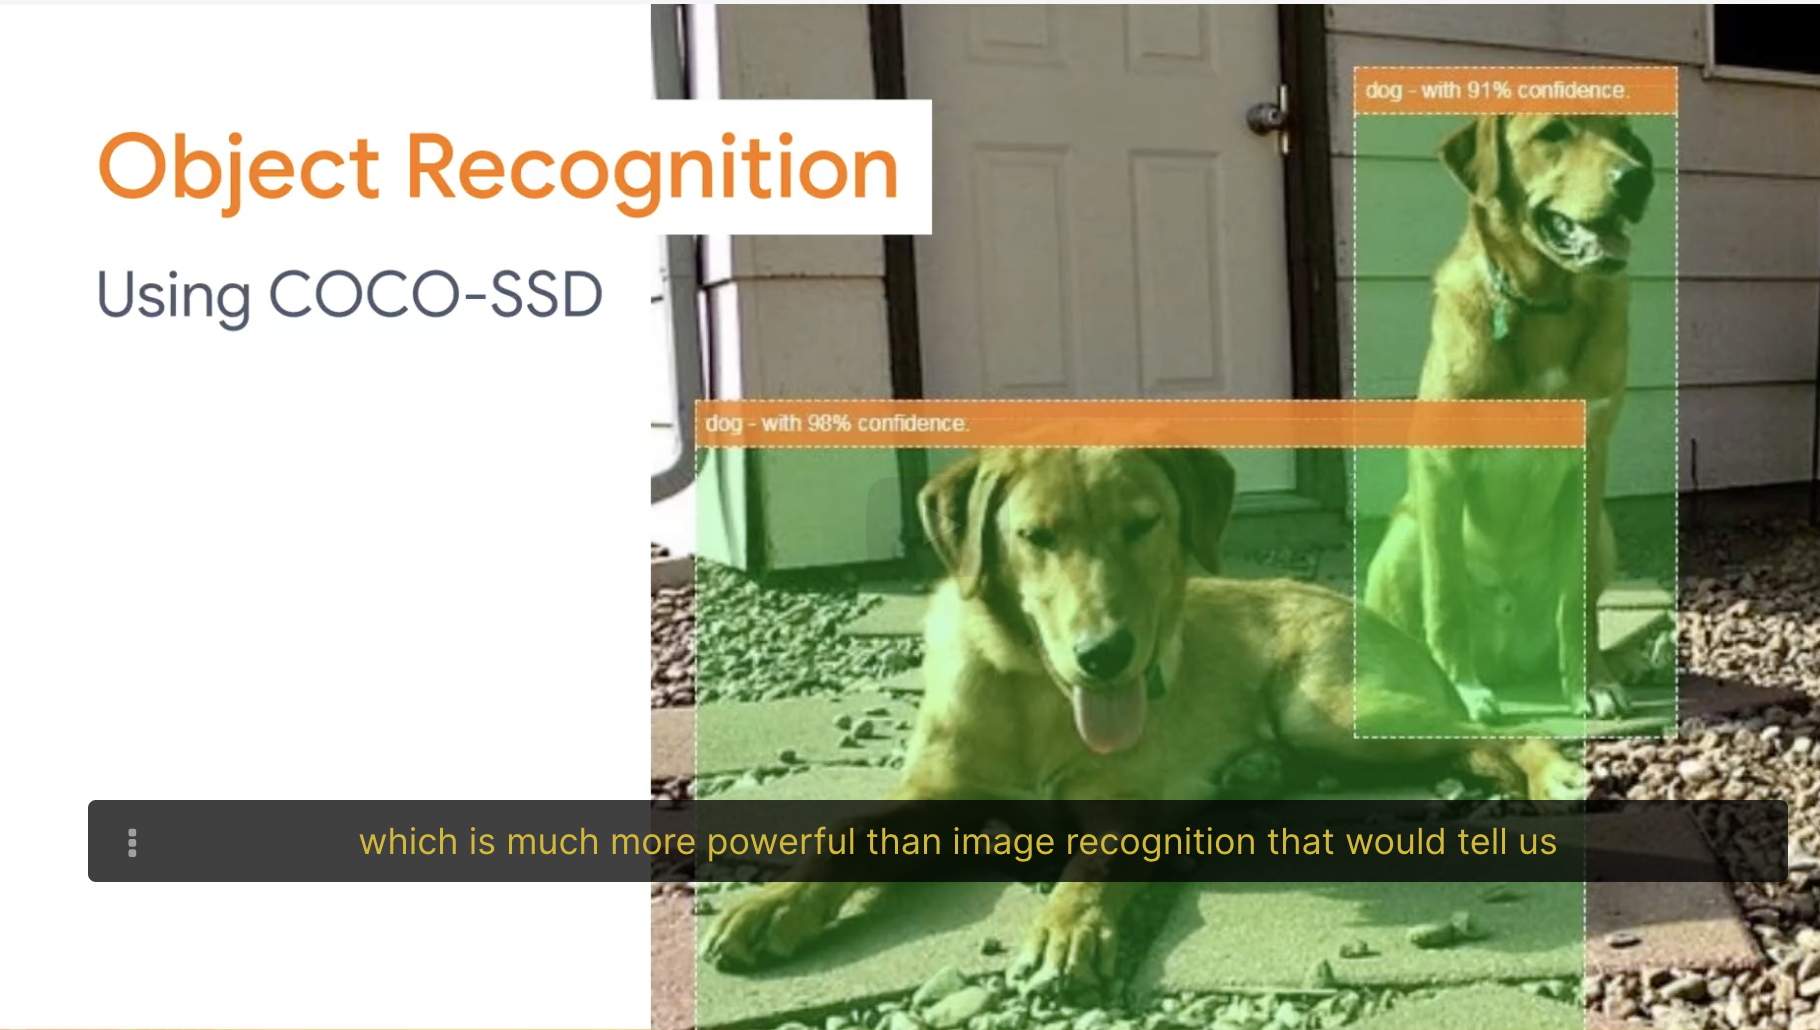 Object Recognition
Using COCO-SSD
dog - with 91% confidence.
dog - with 98% confidence.
which is much more powerful than image recognition that would tell us